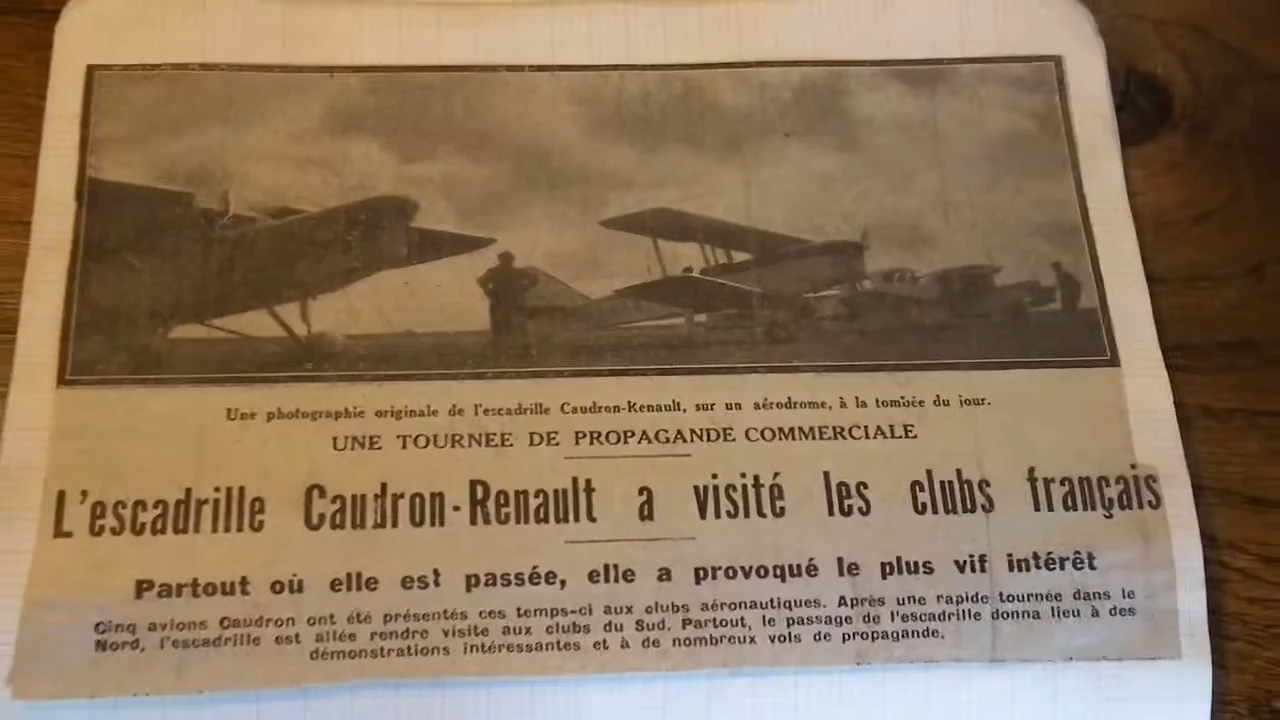 Une photographie originale de l'escadrille Caudron-Renault, sur un aérodrome, à la tombée du jour.
UNE TOURNEE DE PROPAGANDE COMMERCIALE
L'escadrille Caudron-Renault a visité les clubs français
Partout où elle est passée, elle a provoqué le plus vif intérêt
Cinq avions Caudron ont été présentés ces temps-ci aux clubs aéronautiques. Après une rapide tournée dans le
Nord, l'escadrille est allée rendre visite aux clubs du Sud. Partout, le passage de l'escadrille donna lieu à des
démonstrations intéressantes et à de nombreux vols de propagande.